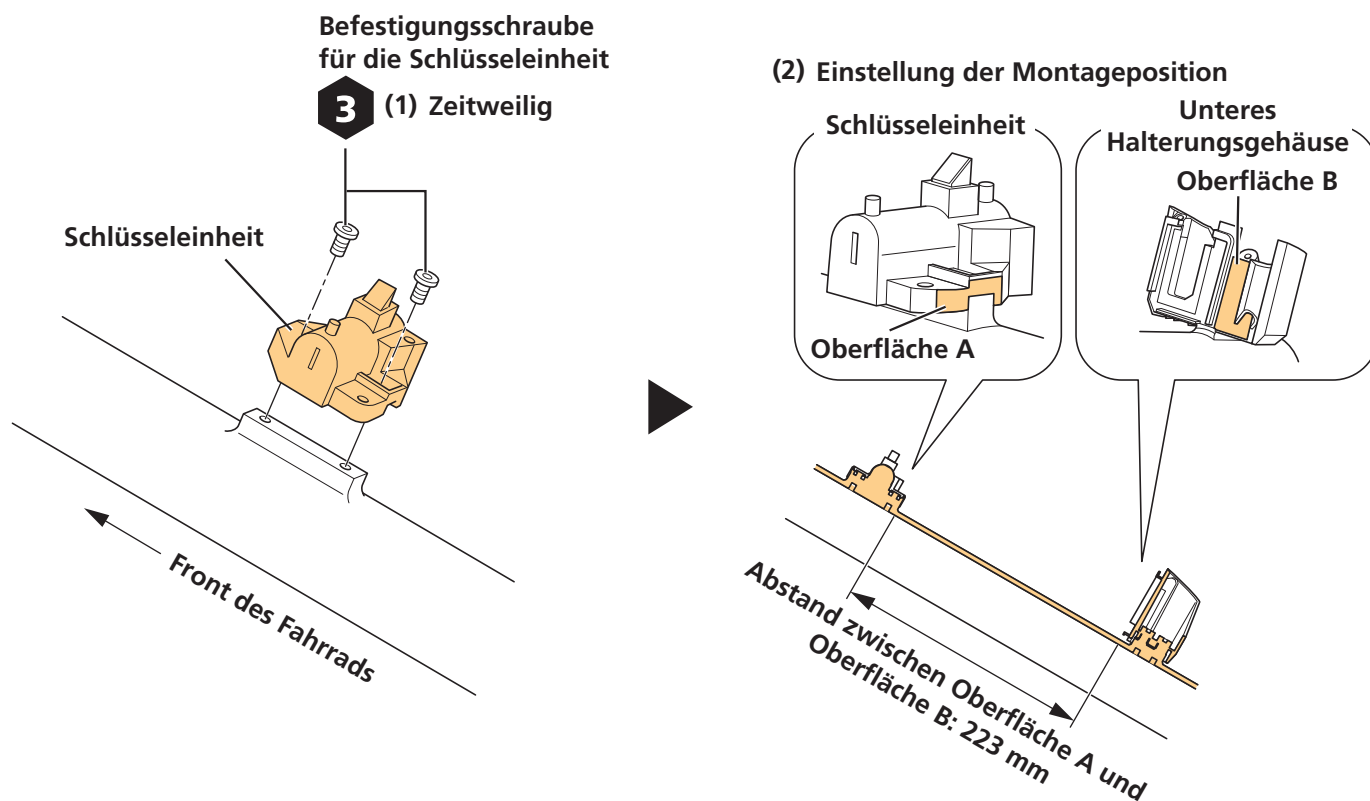 Befestigungsschraube
für die Schlüsseleinheit
3 (1) Zeitweilig
Schlüsseleinheit
Front des Fahrrads
(2) Einstellung der Montageposition
Schlüsseleinheit
Oberfläche A
Unteres
Halterungsgehäuse
Oberfläche B
Abstand zwischen Oberfläche A und
Oberfläche B: 223 mm